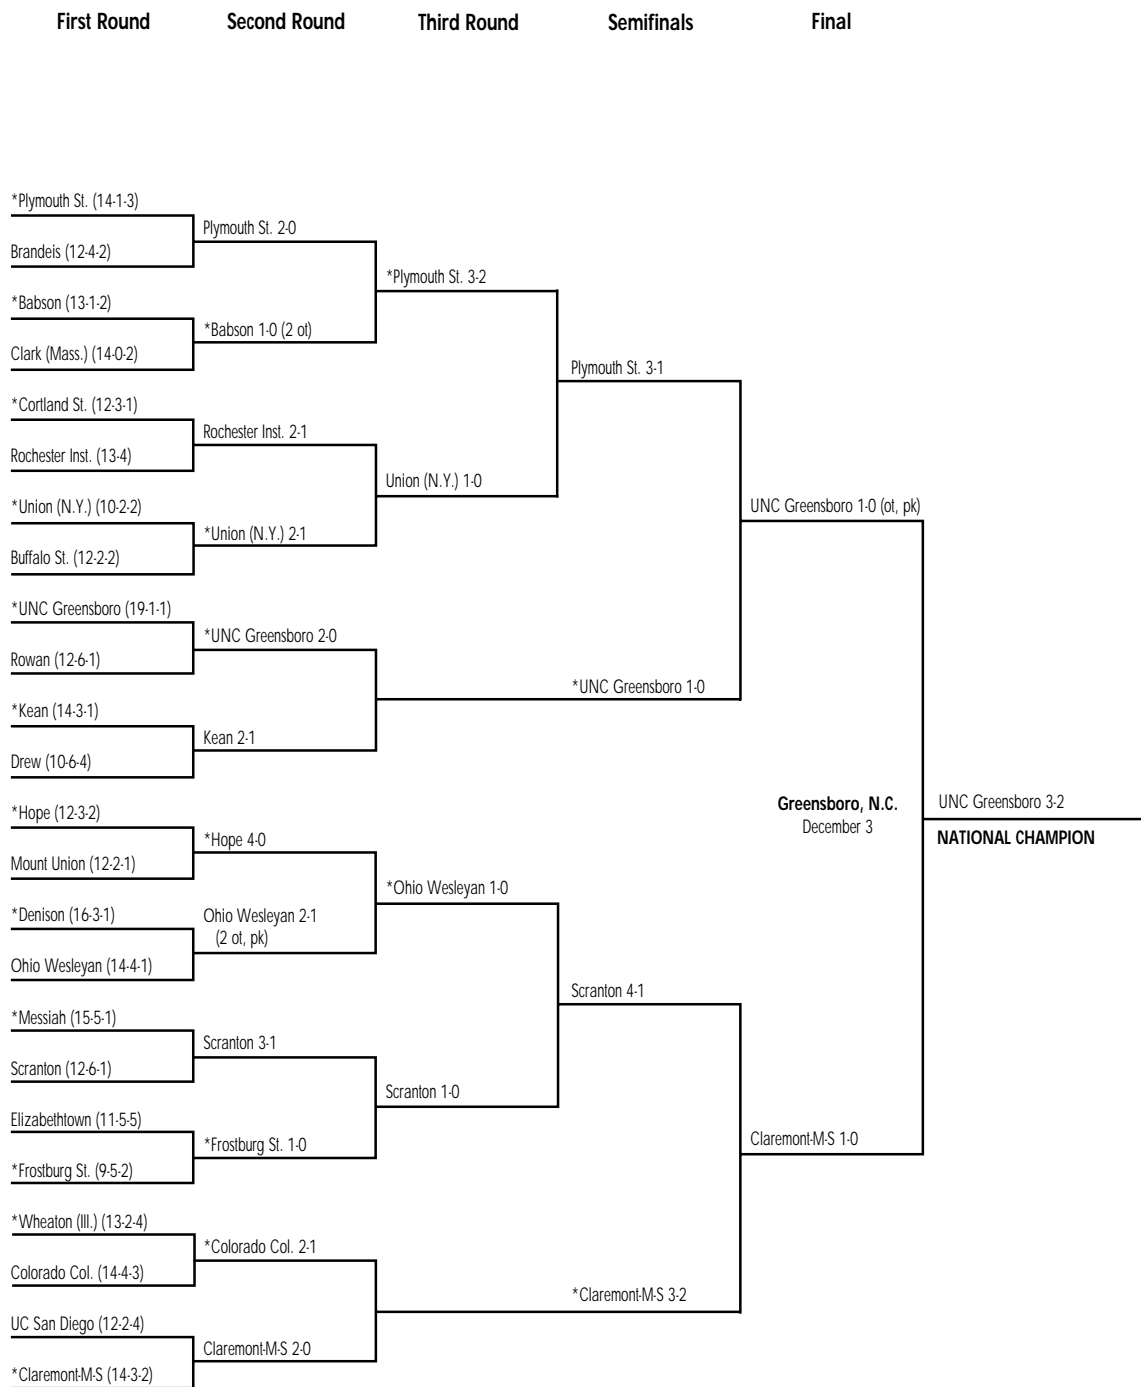 First Round
Second Round
Third Round
Semifinals
Final
*Plymouth St. (14-1-3)
Plymouth St. 2-0
Brandeis (12-4-2)
*Plymouth St. 3-2
*Babson (13-1-2)
*Babson 1-0 (2 ot)
Clark (Mass.) (14-0-2)
Plymouth St. 3-1
*Cortland St. (12-3-1)
Rochester Inst. 2-1
Rochester Inst. (13-4)
Union (N.Y.) 1-0
*Union (N.Y.) (10-2-2)
UNC Greensboro 1-0 (ot, pk)
*Union (N.Y.) 2-1
Buffalo St. (12-2-2)
*UNC Greensboro (19-1-1)
*UNC Greensboro 2-0
Rowan (12-6-1)
*UNC Greensboro 1-0
*Kean (14-3-1)
Kean 2-1
Drew (10-6-4)
*Hope (12-3-2)
Greensboro, N.C.
December 3
UNC Greensboro 3-2
NATIONAL CHAMPION
*Hope 4-0
Mount Union (12-2-1)
*Ohio Wesleyan 1-0
*Denison (16-3-1)
Ohio Wesleyan 2-1
(2 ot, pk)
Ohio Wesleyan (14-4-1)
Scranton 4-1
*Messiah (15-5-1)
Scranton 3-1
Scranton (12-6-1)
Scranton 1-0
Elizabethtown (11-5-5)
*Frostburg St. 1-0
Claremont-M-S 1-0
*Frostburg St. (9-5-2)
*Wheaton (Ill.) (13-2-4)
*Colorado Col. 2-1
Colorado Col. (14-4-3)
*Claremont-M-S 3-2
UC San Diego (12-2-4)
Claremont-M-S 2-0
*Claremont-M-S (14-3-2)